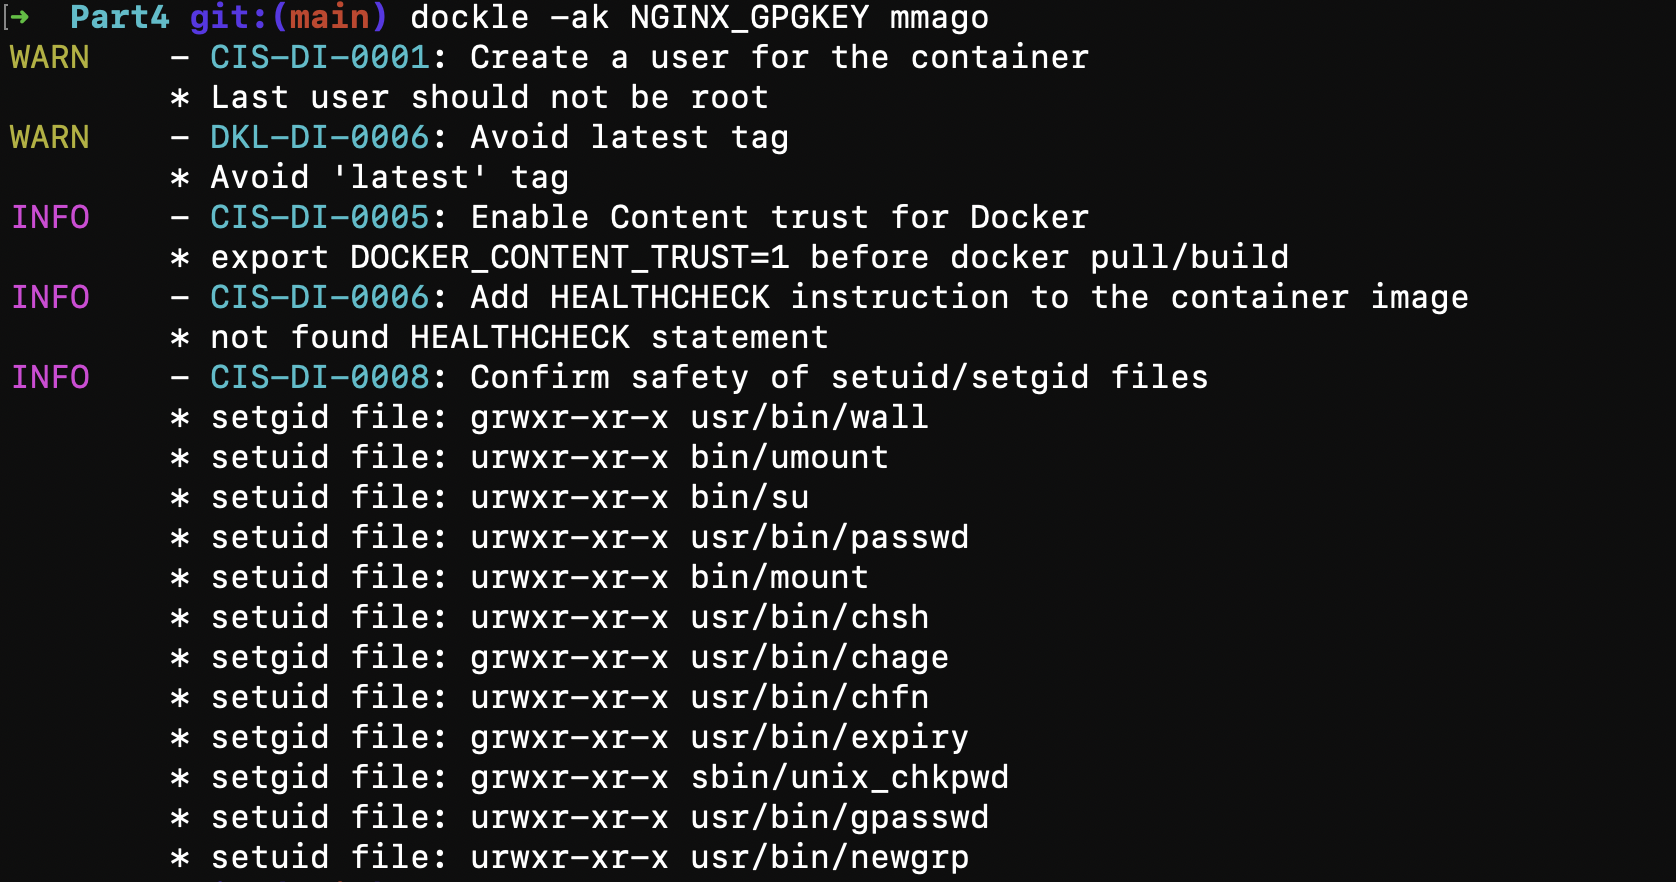 ➜ Part4 git:(main) dockle -ak NGINX_GPGKEY mmago
WARN - CIS-DI-0001: Create a user for the container
* Last user should not be root
WARN - DKL-DI-0006: Avoid latest tag
* Avoid 'latest' tag
INFO - CIS-DI-0005: Enable Content trust for Docker
* export DOCKER_CONTENT_TRUST=1 before docker pull/build
INFO - CIS-DI-0006: Add HEALTHCHECK instruction to the container image
* not found HEALTHCHECK statement
INFO - CIS-DI-0008: Confirm safety of setuid/setgid files
* setgid file: grwxr-xr-x usr/bin/wall
* setuid file: urwxr-xr-x bin/umount
* setuid file: urwxr-xr-x bin/su
* setuid file: urwxr-xr-x usr/bin/passwd
* setuid file: urwxr-xr-x bin/mount
* setuid file: urwxr-xr-x usr/bin/chsh
* setgid file: grwxr-xr-x usr/bin/chage
* setuid file: urwxr-xr-x usr/bin/chfn
* setgid file: grwxr-xr-x usr/bin/expiry
* setgid file: grwxr-xr-x sbin/unix_chkpwd
* setuid file: urwxr-xr-x usr/bin/gpasswd
* setuid file: urwxr-xr-x usr/bin/newgrp